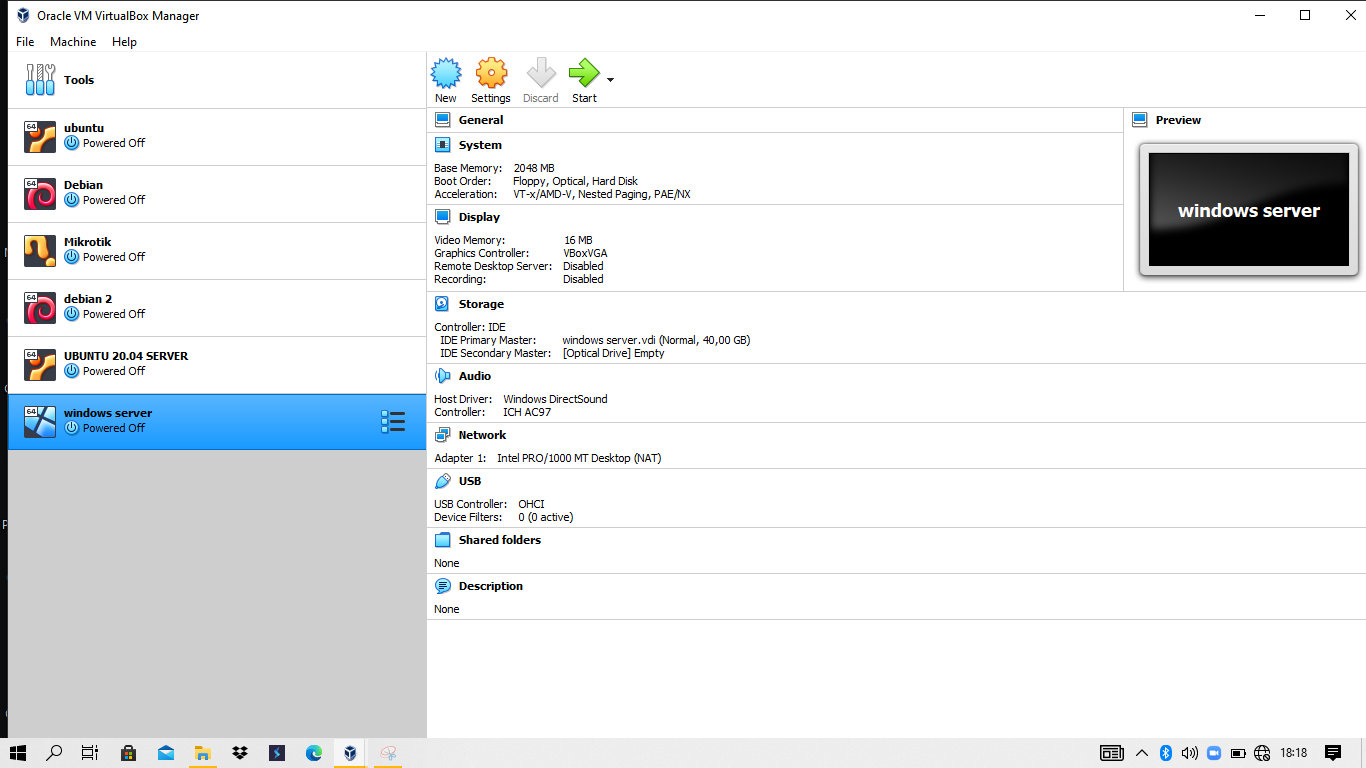 Oracle VM VirtualBox Manager
File Machine Help
Tools
64 ubuntu
Powered Off
64 Debian
Powered Off
Mikrotik
Powered Off
64 debian 2
Powered Off
64 UBUNTU 20.04 SERVER
Powered Off
64 windows server
Powered Off
New Settings Discard Start
General
System
Base Memory: 2048 MB
Boot Order: Floppy, Optical, Hard Disk
Acceleration: VT-x/AMD-V, Nested Paging, PAE/NX
Display
Video Memory: 16 MB
Graphics Controller: VBoxVGA
Remote Desktop Server: Disabled
Recording: Disabled
Preview
windows server
Storage
Controller: IDE
IDE Primary Master: windows server.vdi (Normal, 40,00 GB)
IDE Secondary Master: [Optical Drive] Empty
Audio
Host Driver: Windows DirectSound
Controller: ICH AC97
Network
Adapter 1: Intel PRO/1000 MT Desktop (NAT)
USB
USB Controller: OHCI
Device Filters: 0 (0 active)
Shared folders
None
Description
None
18:18